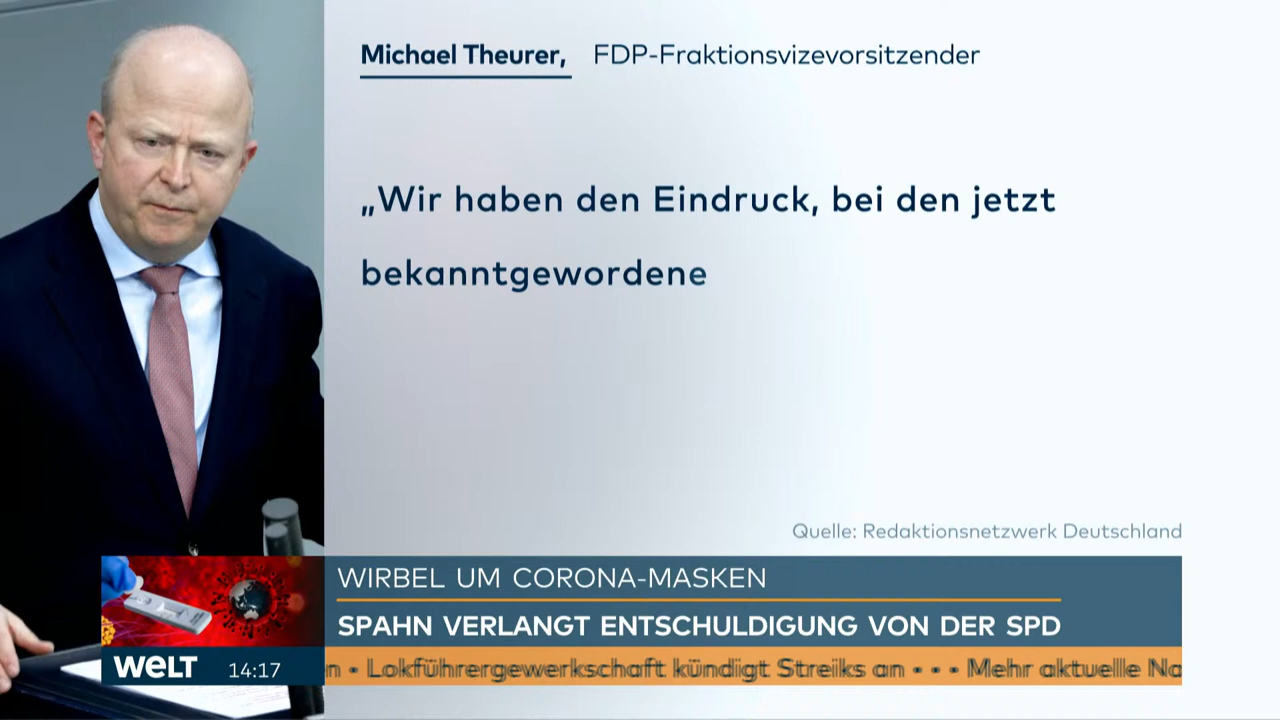 Michael Theurer, FDP-Fraktionsvizevorsitzender
„Wir haben den Eindruck, bei den jetzt
bekanntgewordene
Quelle: Redaktionsnetzwerk Deutschland
WIRBEL UM CORONA-MASKEN
SPAHN VERLANGT ENTSCHULDIGUNG VON DER SPD
welt 14:17
n • Lokführergewerkschaft kündigt Streiks an • • • Mehr aktuelle Na